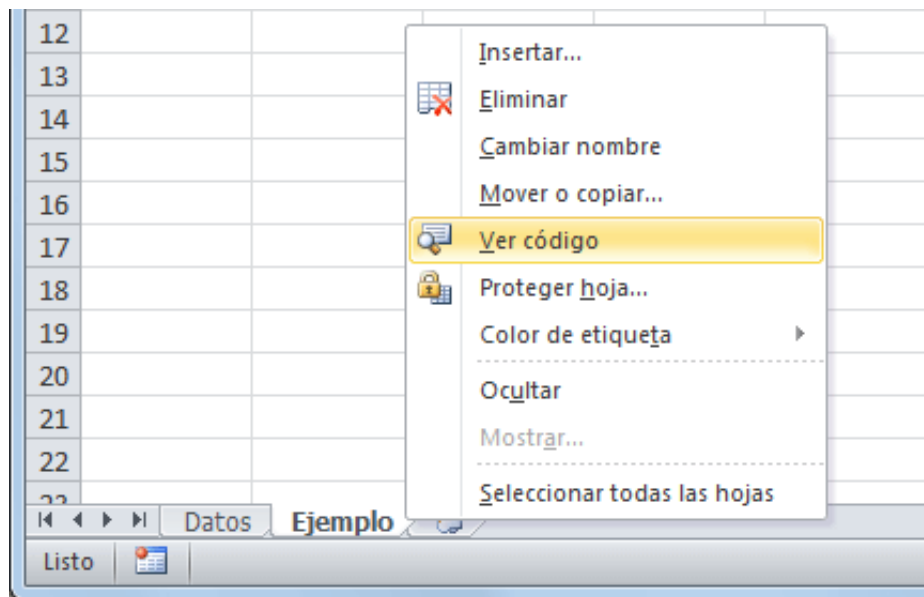 12
13
14
15
16
17
18
19
20
21
22
Insertar...
Eliminar
Cambiar nombre
Mover o copiar...
Ver código
Proteger hoja...
Color de etiqueta
Ocultar
Mostrar...
Seleccionar todas las hojas
Datos Ejemplo
Listo